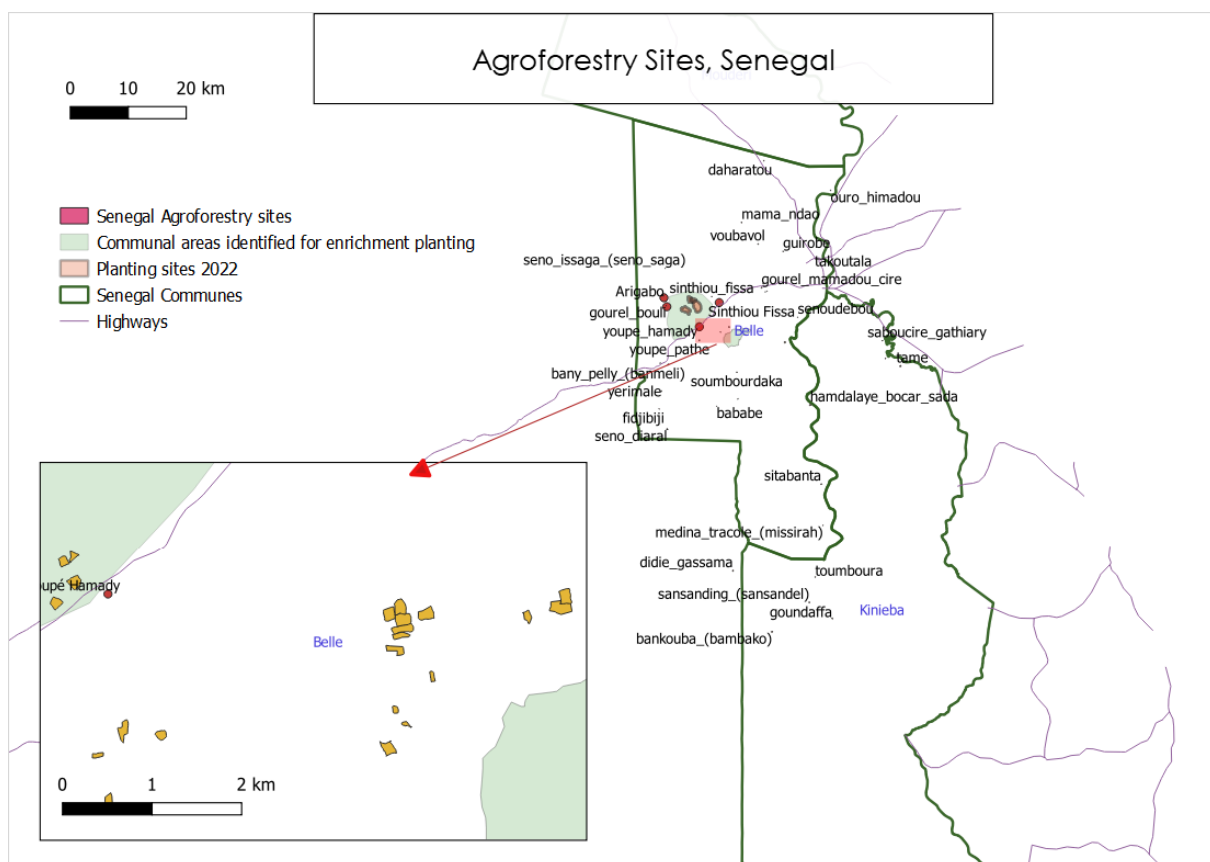 Agroforestry Sites, Senegal
0 10 20 km
Senegal Agroforestry sites
Communal areas identified for enrichment planting
Planting sites 2022
Senegal Communes
Highways
daharatou
ouro_himadou
mama_ndao
voubavol
guirobe
seno_issaga_(seno_saga)
takoutala
gourel_mamadou_cire
Arigabo
sinthiou_fissa
gourel_bouli
Sinthiou Fissa
senoudebou
youpe_hamady
Belle
saboucire_gathiary
youpe_pathe
tame
bany_pelly_(banmeli)
soumbourdaka
yerimale
hamdalaye_bocar_sada
fidjibiji
bababe
seno_diaral
sitabanta
medina_tracole_(missirah)
didie_gassama
toumboura
sansanding_(sansandel)
goundaffa
Kinieba
bankouba_(bambako)
oupé Hamady
Belle
0 1 2 km